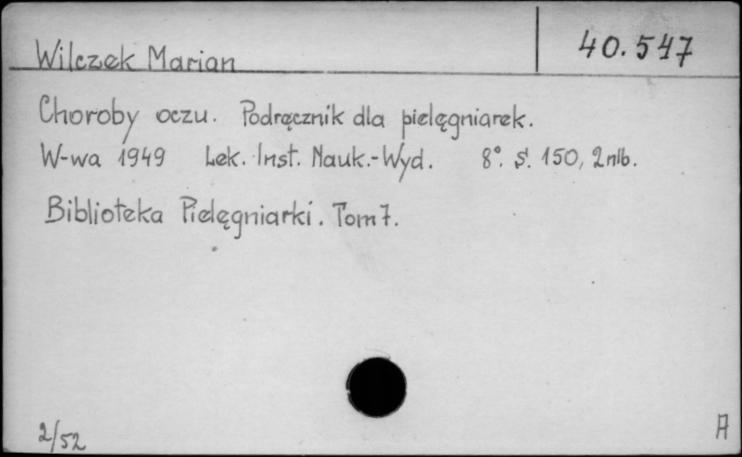 Wilczek Marian
40.547
Choroby oczu. Podręcznik dla pielęgniarek.
W-wa 1949 Lek. Inst. Nauk.-Wyd. 8°. S. 150, 2nlb.
Biblioteka Pielęgniarki. Tom 7.
2/52
A